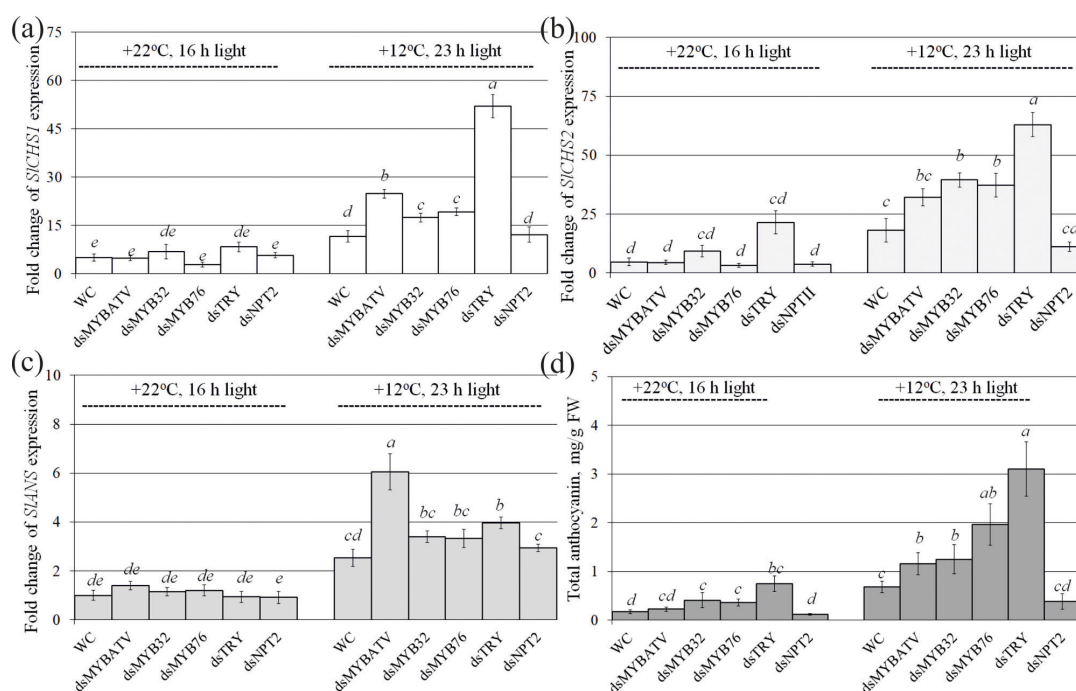 (a)
Fold change of SlCHS1 expression
75
60
45
30
15
0
+22°C, 16 h light
+12°C, 23 h light
e
e
de
e
de
e
d
b
c
c
a
d
WC
dsMYBATV
dsMYB32
dsMYB76
dsTRY
dsNPT2
WC
dsMYBATV
dsMYB32
dsMYB76
dsTRY
dsNPT2
(b)
Fold change of SlCHS2 expression
100
75
50
25
0
+22°C, 16 h light
+12°C, 23 h light
d
d
cd
d
cd
d
c
bc
b
b
a
cd
WC
dsMYBATV
dsMYB32
dsMYB76
dsTRY
dsNPTII
WC
dsMYBATV
dsMYB32
dsMYB76
dsTRY
dsNPT2
(c)
Fold change of SlANS expression
10
8
6
4
2
0
+22°C, 16 h light
+12°C, 23 h light
de
de
de
de
de
e
cd
a
bc
bc
b
c
WC
dsMYBATV
dsMYB32
dsMYB76
dsTRY
dsNPT2
WC
dsMYBATV
dsMYB32
dsMYB76
dsTRY
dsNPT2
(d)
Total anthocyanin, mg/g FW
5
4
3
2
1
0
+22°C, 16 h light
+12°C, 23 h light
d
cd
c
c
bc
d
c
b
b
ab
a
cd
WC
dsMYBATV
dsMYB32
dsMYB76
dsTRY
dsNPT2
WC
dsMYBATV
dsMYB32
dsMYB76
dsTRY
dsNPT2